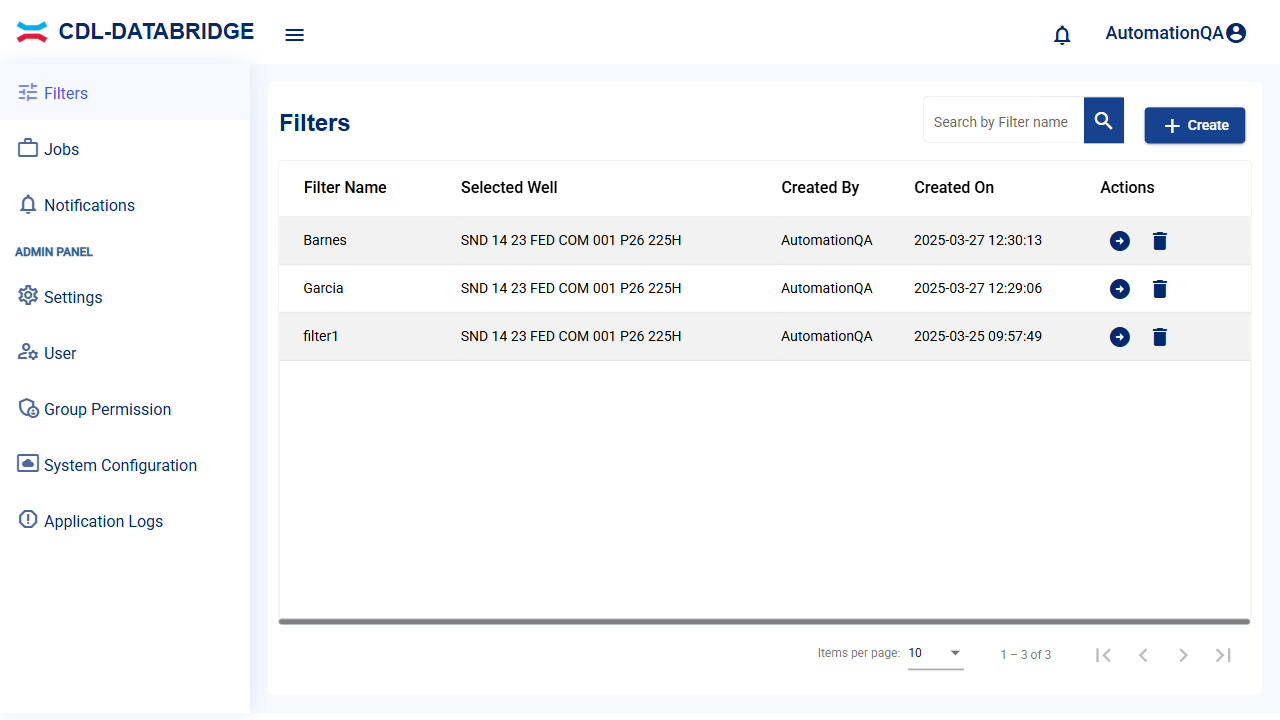 CDL-DATABRIDGE
AutomationQA
Filters
Jobs
Notifications
ADMIN PANEL
Settings
User
Group Permission
System Configuration
Application Logs
Filters
Search by Filter name
Create
Filter Name Selected Well Created By Created On Actions
Barnes SND 14 23 FED COM 001 P26 225H AutomationQA 2025-03-27 12:30:13
Garcia SND 14 23 FED COM 001 P26 225H AutomationQA 2025-03-27 12:29:06
filter1 SND 14 23 FED COM 001 P26 225H AutomationQA 2025-03-25 09:57:49
Items per page: 10 1 – 3 of 3